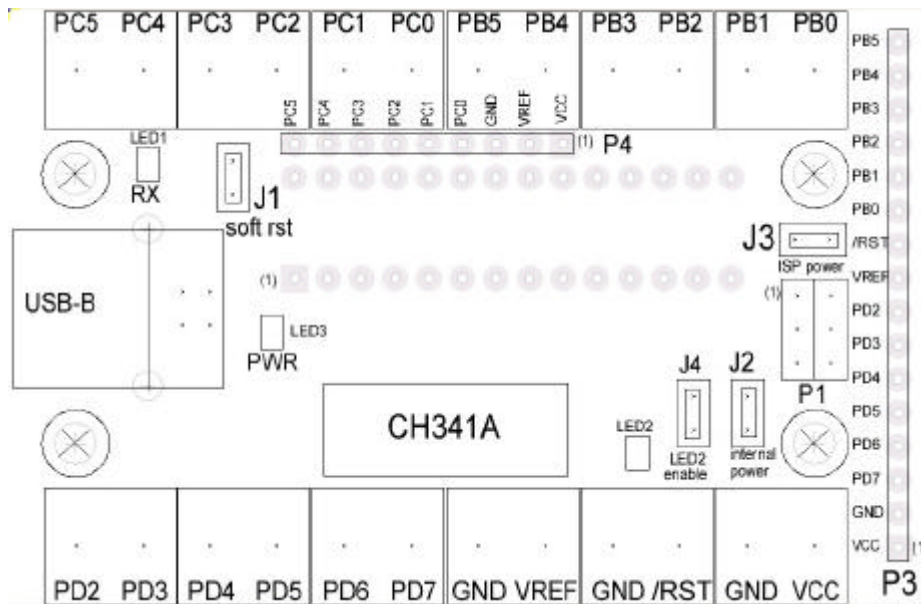 PC5 PC4 PC3 PC2 PC1 PC0 PB5 PB4 PB3 PB2 PB1 PB0
PC5 PC4 PC3 PC2 PC1 PC0 GND VREF VCC
(1) P4
LED1
RX
J1
soft rst
J3
ISP power
USB-B
(1)
LED3
PWR
(1)
P1
CH341A
LED2
J4
LED2
enable
J2
internal
power
PB5
PB4
PB3
PB2
PB1
PB0
/RST
VREF
PD2
PD3
PD4
PD5
PD6
PD7
GND
VCC
P3
PD2 PD3 PD4 PD5 PD6 PD7 GND VREF GND /RST GND VCC